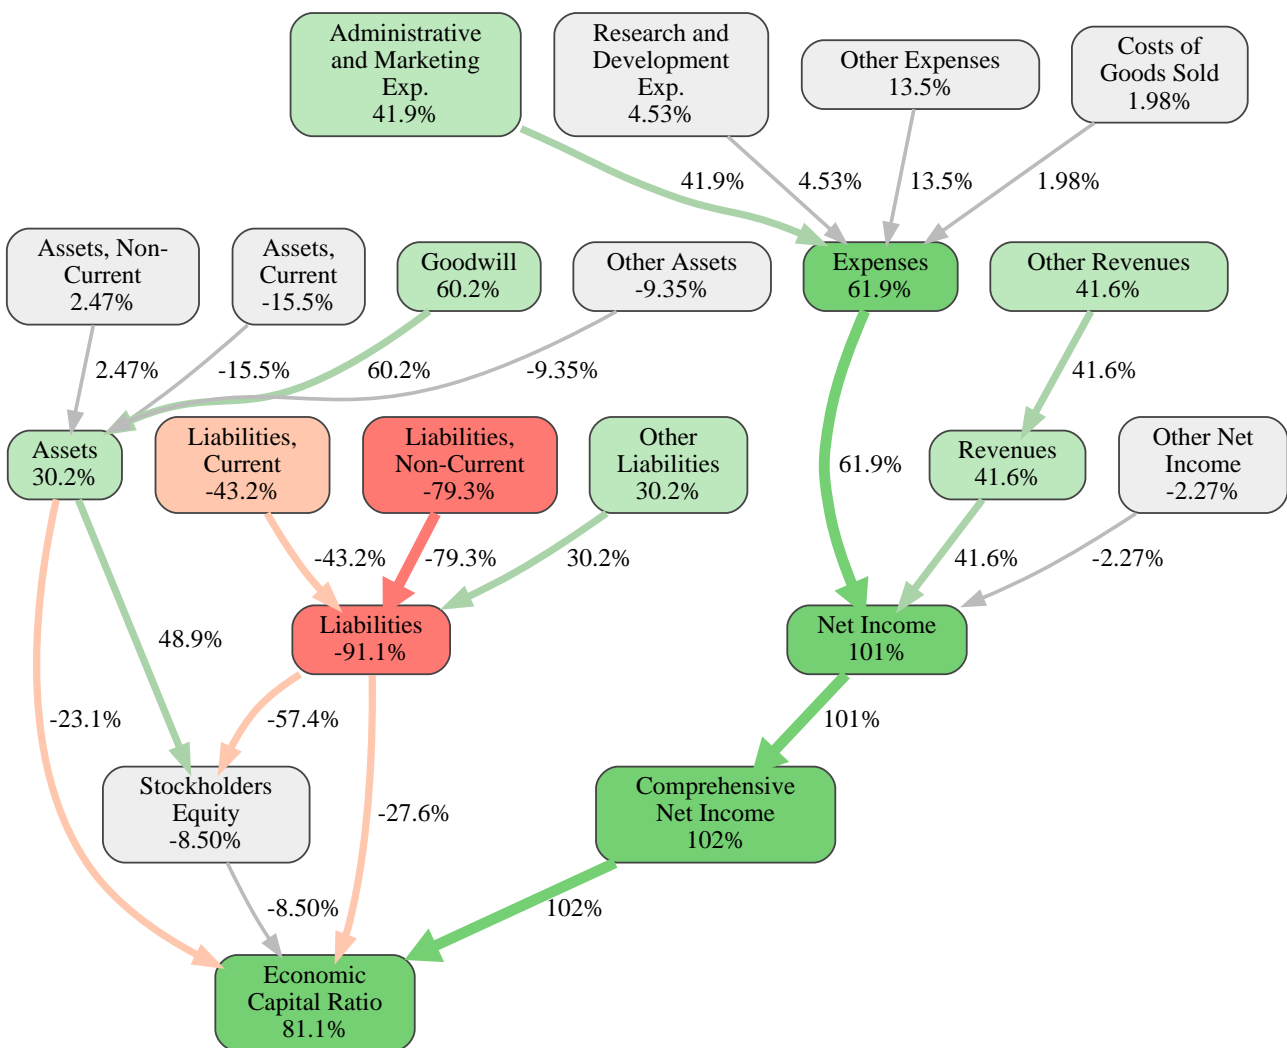 Administrative
and Marketing
Exp.
41.9%
Research and
Development
Exp.
4.53%
Other Expenses
13.5%
Costs of
Goods Sold
1.98%
41.9%
4.53%
13.5%
1.98%
Assets, Non-
Current
2.47%
Assets,
Current
-15.5%
Goodwill
60.2%
Other Assets
-9.35%
Expenses
61.9%
Other Revenues
41.6%
2.47%
-15.5%
60.2%
-9.35%
41.6%
Assets
30.2%
Liabilities,
Current
-43.2%
Liabilities,
Non-Current
-79.3%
Other
Liabilities
30.2%
61.9%
Revenues
41.6%
Other Net
Income
-2.27%
-43.2%
-79.3%
30.2%
41.6%
-2.27%
48.9%
Liabilities
-91.1%
Net Income
101%
-23.1%
-57.4%
101%
Stockholders
Equity
-8.50%
-27.6%
Comprehensive
Net Income
102%
-8.50%
102%
Economic
Capital Ratio
81.1%